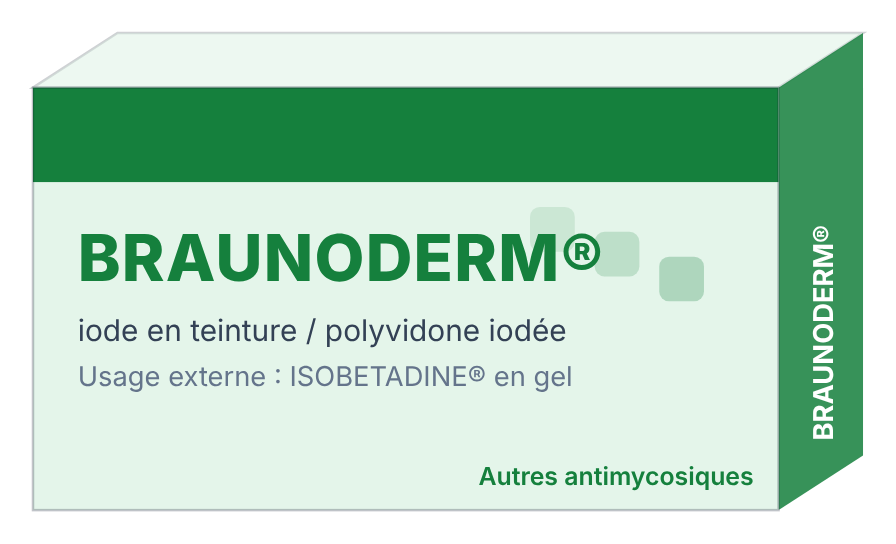 BRAUNODERM®
iode en teinture / polyvidone iodée
Usage externe : ISOBETADINE® en gel
Autres antimycosiques
BRAUNODERM®